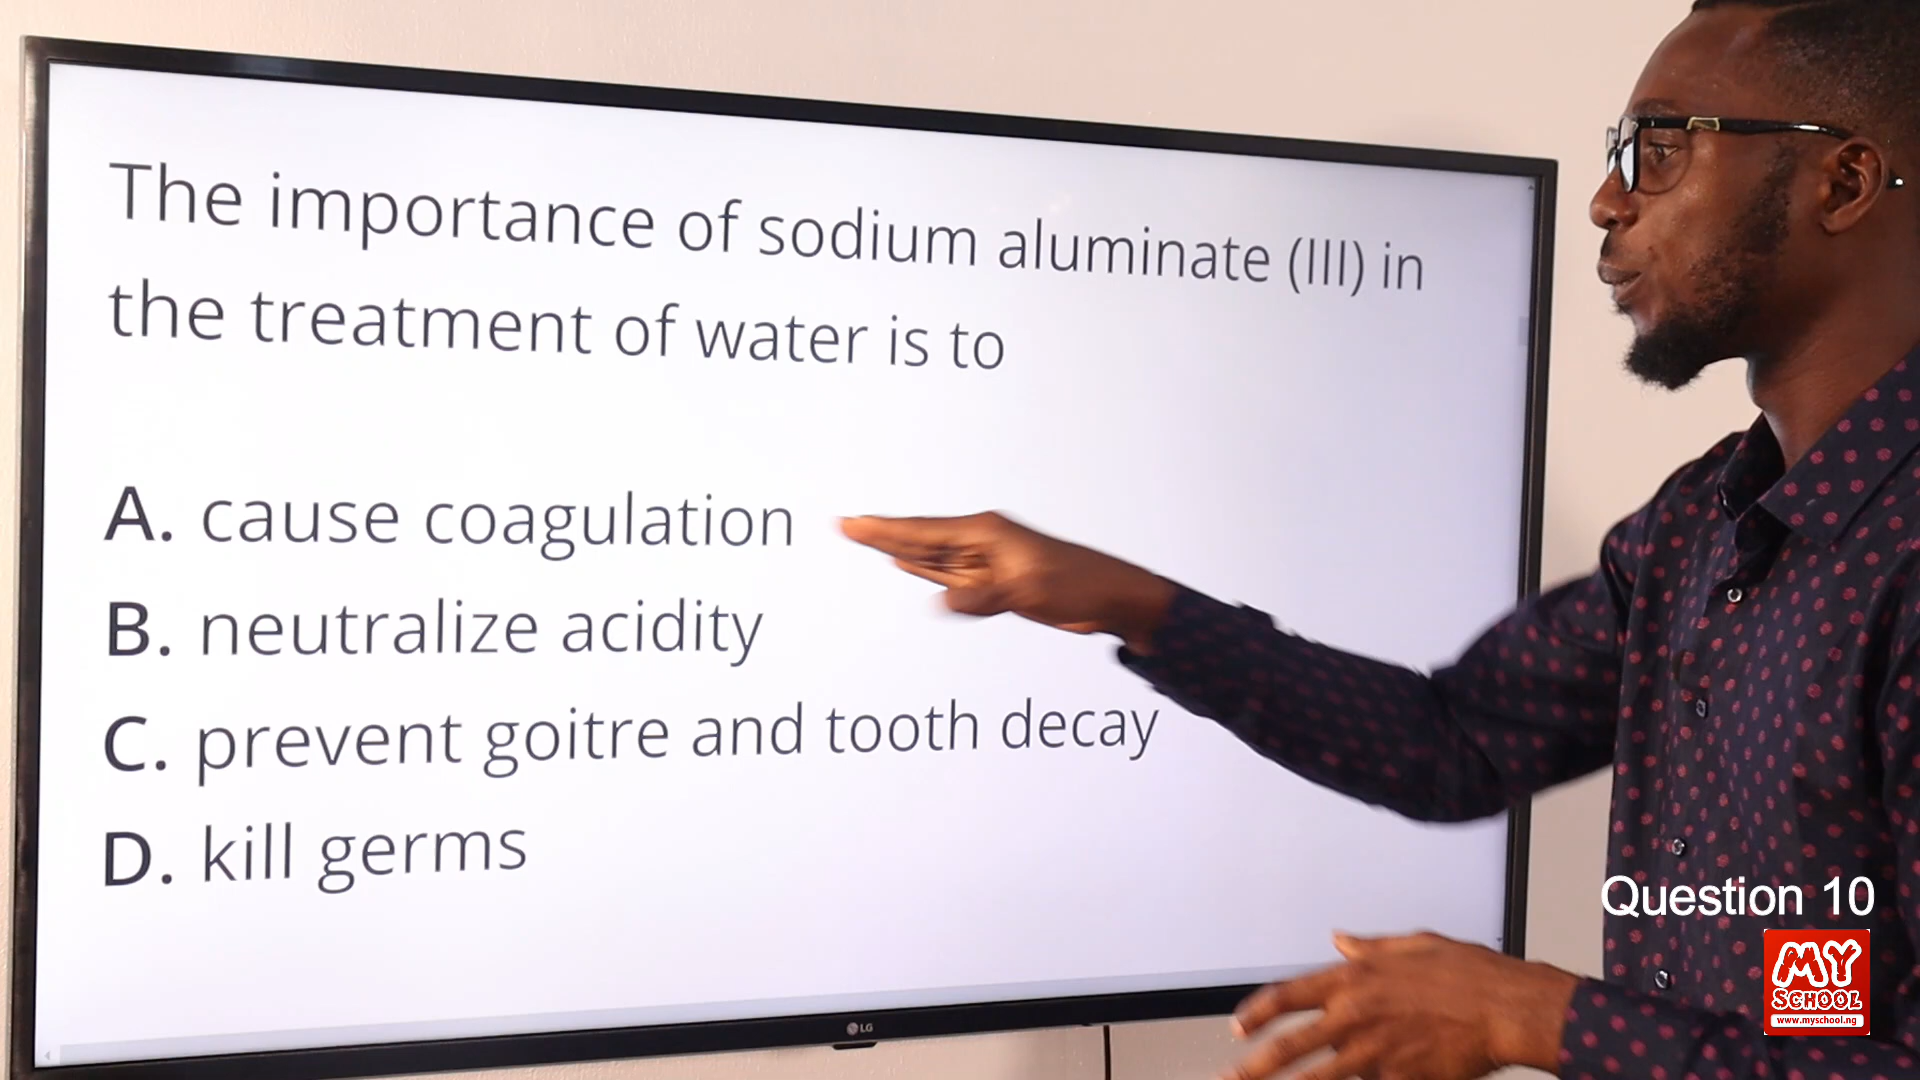 The importance of sodium aluminate (III) in
the treatment of water is to
A. cause coagulation
B. neutralize acidity
C. prevent goitre and tooth decay
D. kill germs
LG
Question 10
MY
SCHOOL
www.myschool.ng